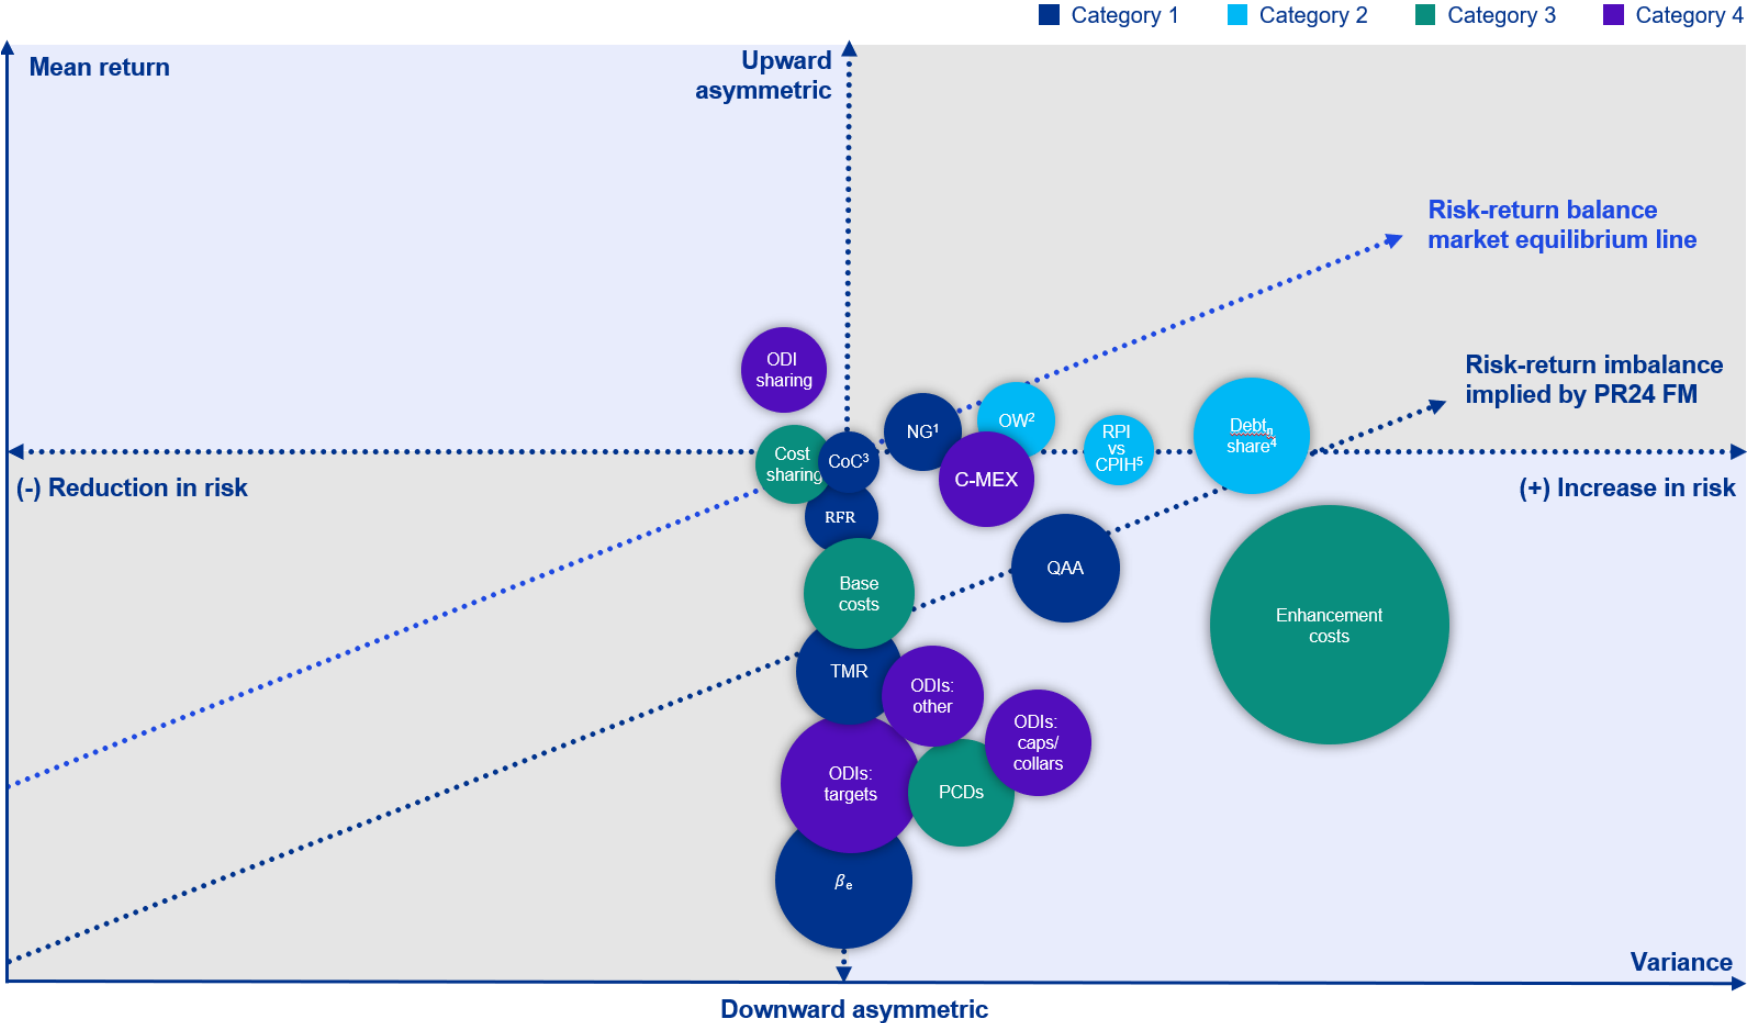 Category 1
Category 2
Category 3
Category 4
Mean return
Upward
asymmetric
Risk-return balance
market equilibrium line
Risk-return imbalance
implied by PR24 FM
ODI
sharing
NG¹
OW²
RPI
vs
CPIH⁵
Debt
share⁴
Cost
sharing
CoC³
C-MEX
(-) Reduction in risk
(+) Increase in risk
RFR
QAA
Base
costs
Enhancement
costs
TMR
ODIs:
other
ODIs:
caps/
collars
ODIs:
targets
PCDs
βₑ
Variance
Downward asymmetric